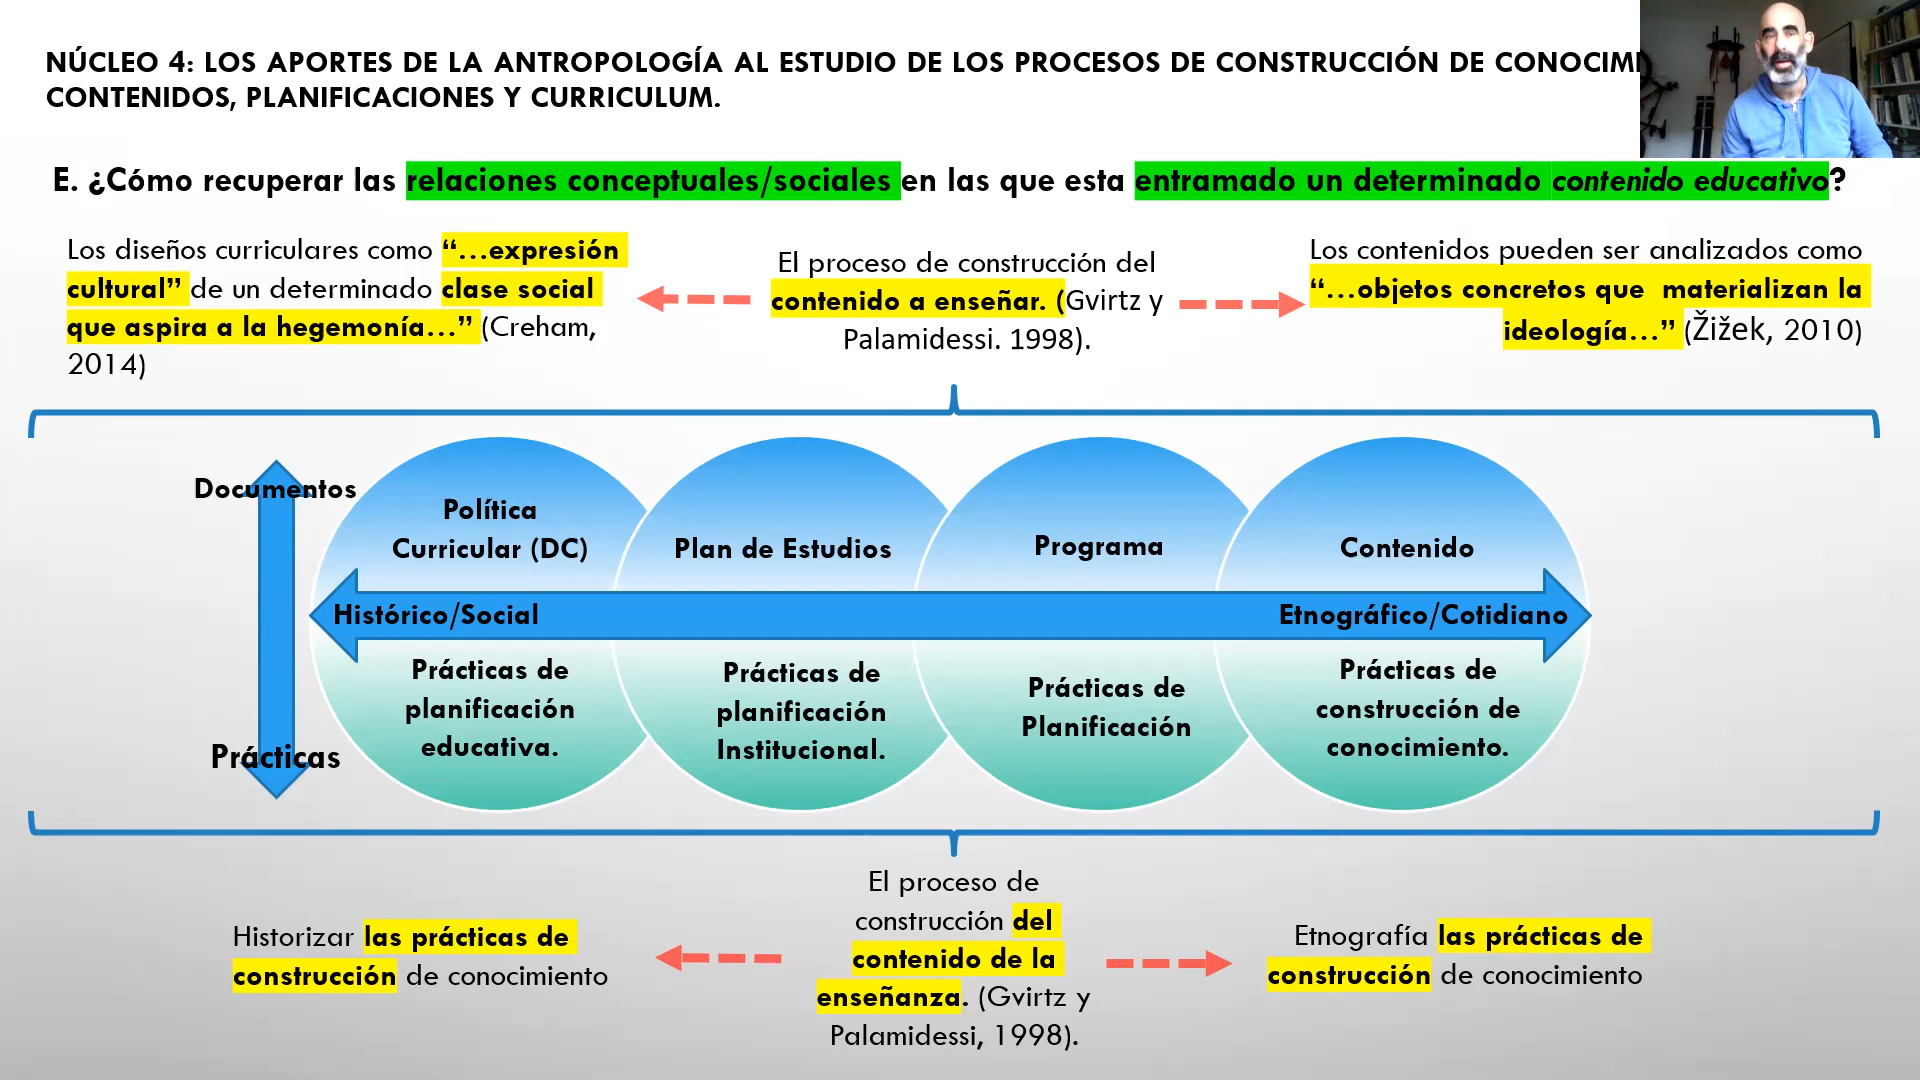 NÚCLEO 4: LOS APORTES DE LA ANTROPOLOGÍA AL ESTUDIO DE LOS PROCESOS DE CONSTRUCCIÓN DE
CONTENIDOS, PLANIFICACIONES Y CURRICULUM.
E. ¿Cómo recuperar las relaciones conceptuales/sociales en las que esta entramado un determinado contenido educativo?
Los diseños curriculares como “…expresión
cultural” de un determinado clase social
que aspira a la hegemonía…” (Creham,
2014)
El proceso de construcción del
contenido a enseñar. (Gvirtz y
Palamidessi. 1998).
Los contenidos pueden ser analizados como
“…objetos concretos que materializan la
ideología…” (Žižek, 2010)
Documentos
Prácticas
Política
Curricular (DC)
Plan de Estudios
Programa
Contenido
Histórico/Social
Etnográfico/Cotidiano
Prácticas de
planificación
educativa.
Prácticas de
planificación
Institucional.
Prácticas de
Planificación
Prácticas de
construcción de
conocimiento.
Historizar las prácticas de
construcción de conocimiento
El proceso de
construcción del
contenido de la
enseñanza. (Gvirtz y
Palamidessi, 1998).
Etnografía las prácticas de
construcción de conocimiento